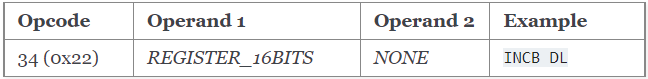 Opcode Operand 1 Operand 2 Example
34 (0x22) REGISTER_16BITS NONE INCB DL